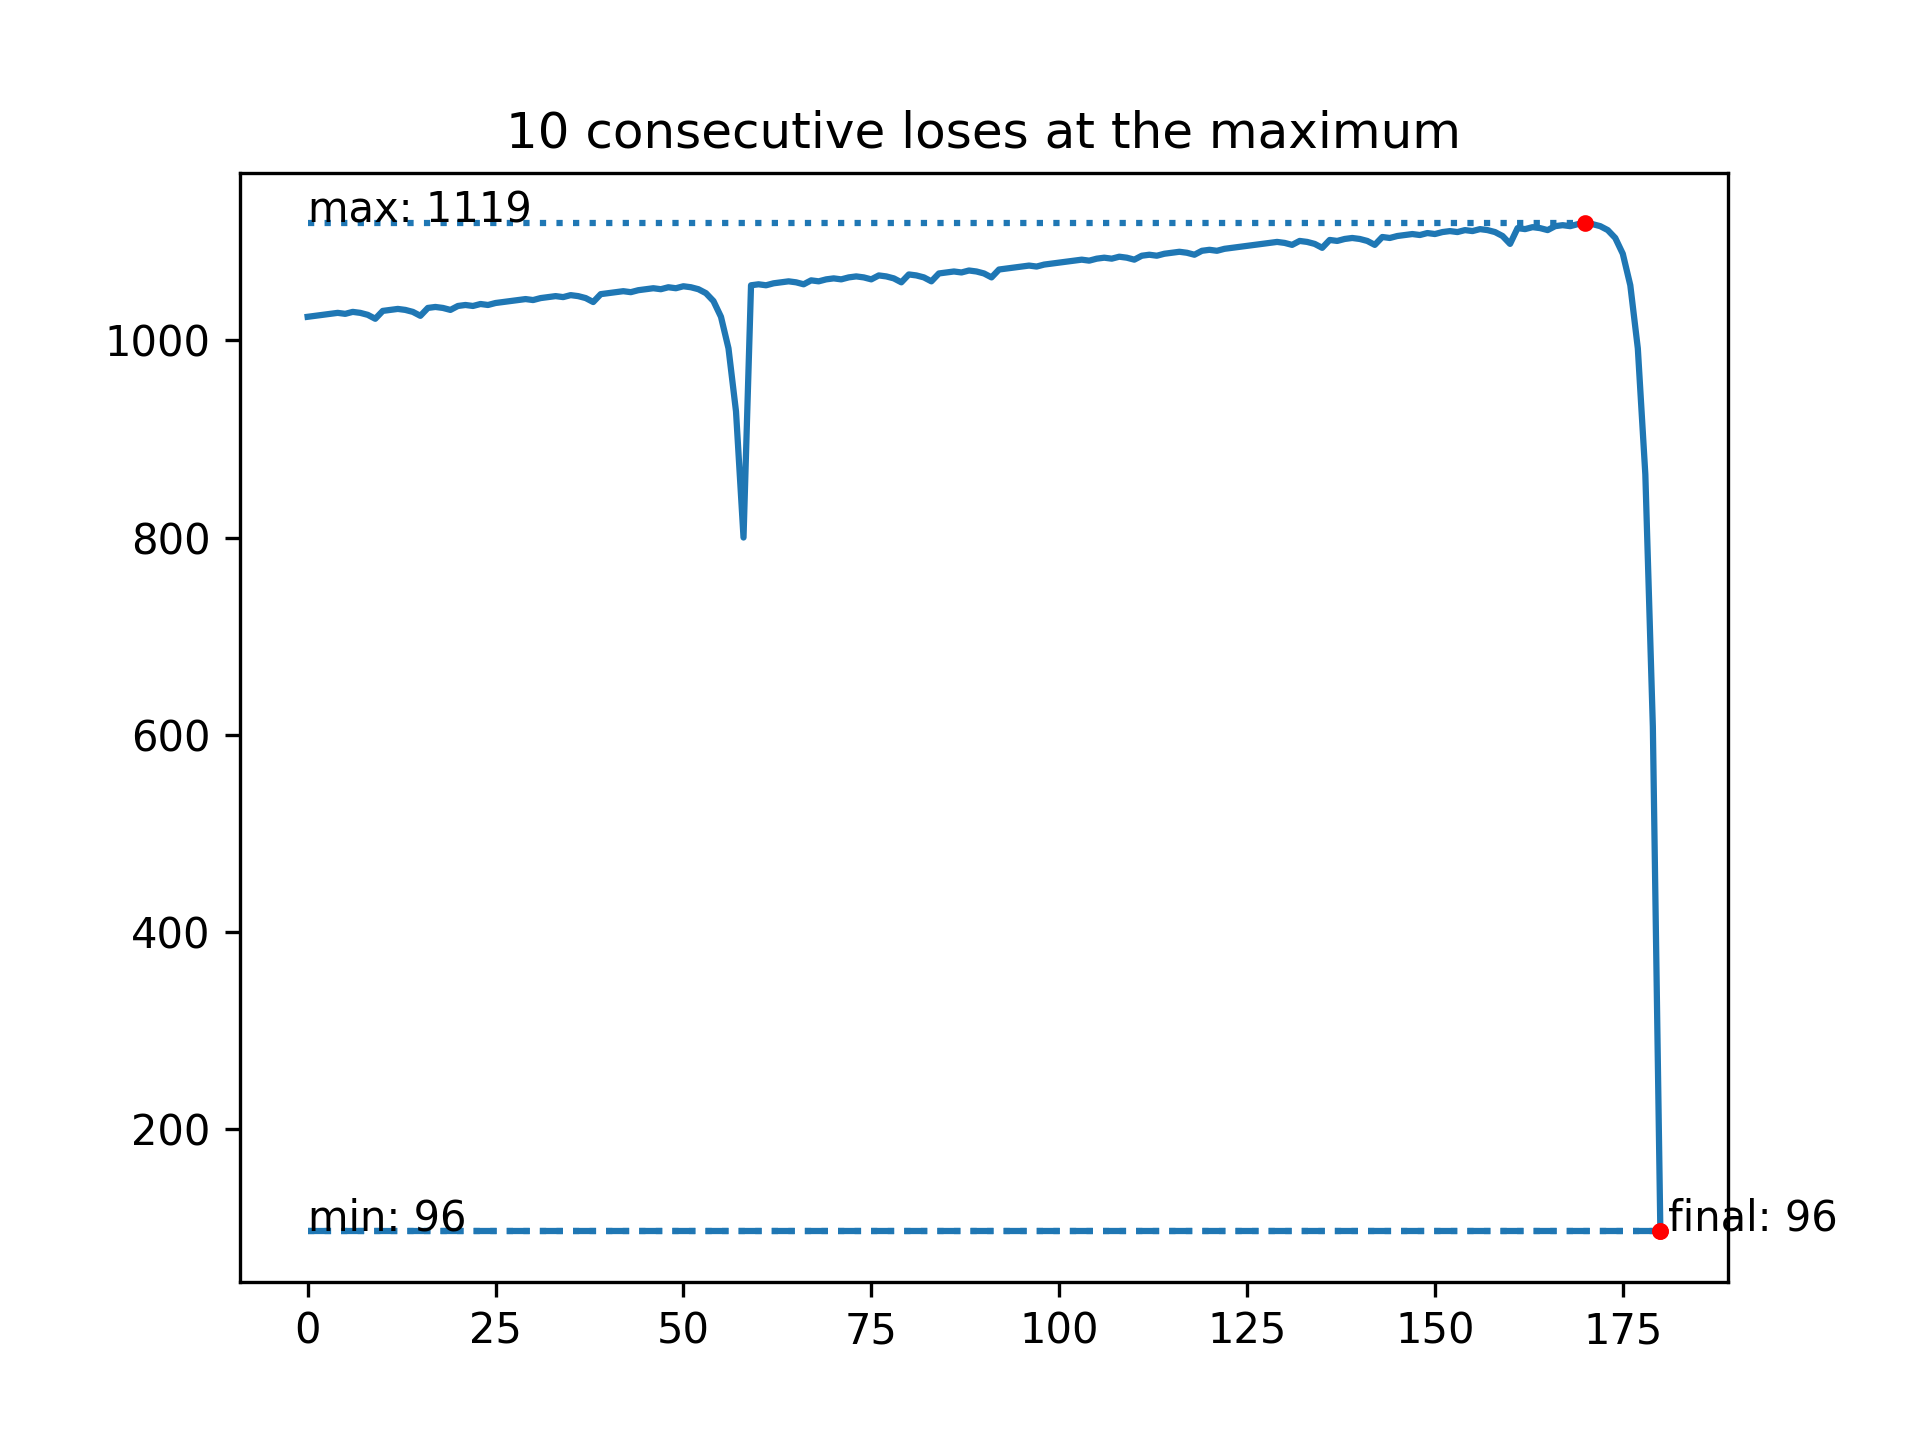 10 consecutive loses at the maximum
max: 1119
1000
800
600
400
200
min: 96
final: 96
0 25 50 75 100 125 150 175